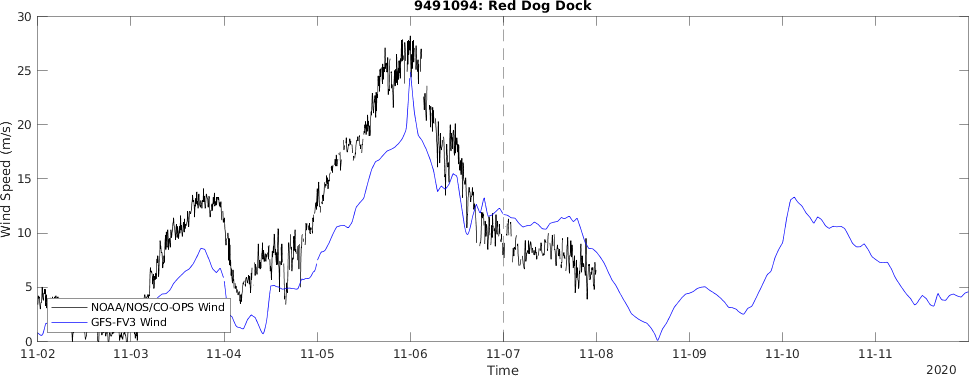 9491094: Red Dog Dock
30
25
20
15
10
5
0
Wind Speed (m/s)
NOAA/NOS/CO-OPS Wind
GFS-FV3 Wind
11-02 11-03 11-04 11-05 11-06 11-07 11-08 11-09 11-10 11-11
Time
2020